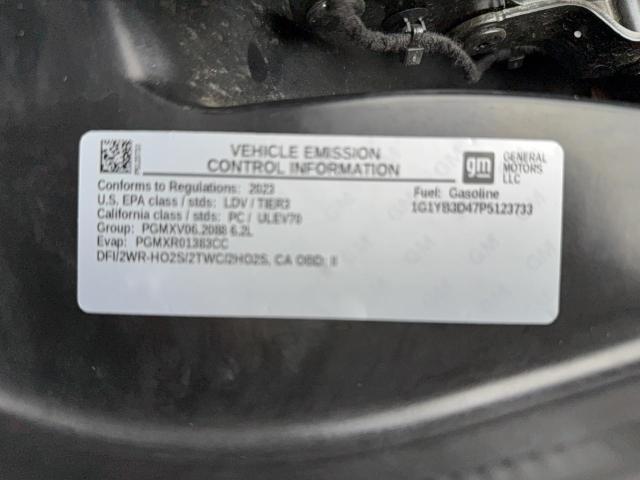 VEHICLE EMISSION
CONTROL INFORMATION
gm
GENERAL
MOTORS
LLC
Conforms to Regulations: 2023
Fuel: Gasoline
U.S. EPA class / stds: LDV / TIER3
1G1YB3D47P5123733
California class / stds: PC / ULEV70
Group: PGMXV06.2088 6.2L
Evap: PGMXR01383CC
DFI/2WR-HO2S/2TWC/2HO2S, CA OBD: II